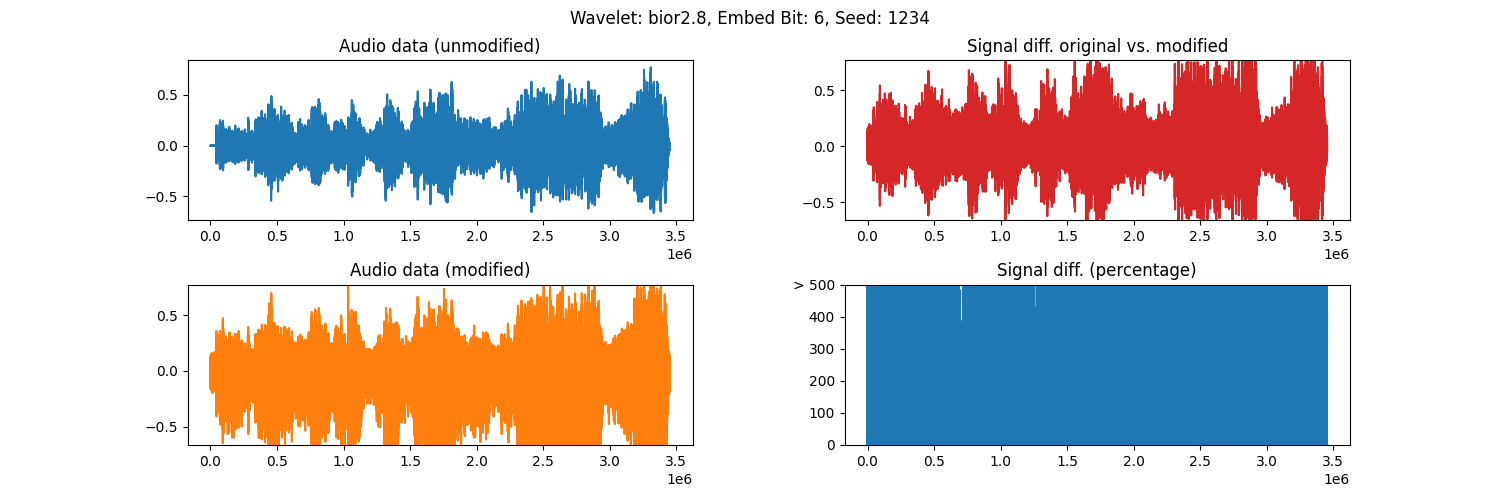 Wavelet: bior2.8, Embed Bit: 6, Seed: 1234
Audio data (unmodified)
0.5
0.0
−0.5
0.0 0.5 1.0 1.5 2.0 2.5 3.0 3.5
1e6
Signal diff. original vs. modified
0.5
0.0
−0.5
0.0 0.5 1.0 1.5 2.0 2.5 3.0 3.5
1e6
Audio data (modified)
0.5
0.0
−0.5
0.0 0.5 1.0 1.5 2.0 2.5 3.0 3.5
1e6
Signal diff. (percentage)
> 500
400
300
200
100
0
0.0 0.5 1.0 1.5 2.0 2.5 3.0 3.5
1e6